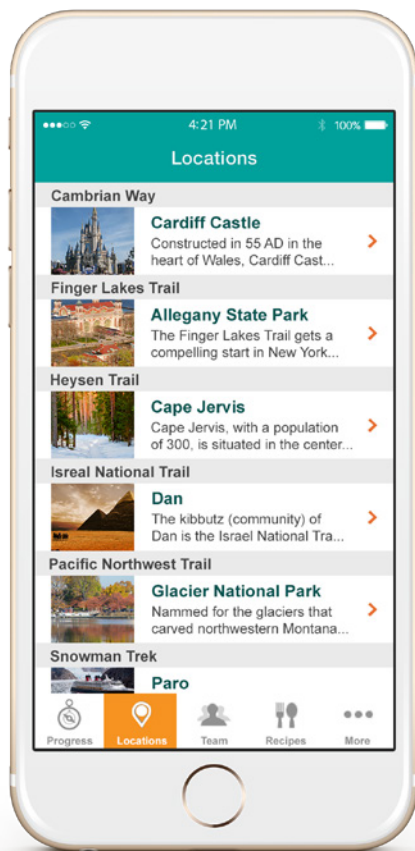 4:21 PM 100%
Locations
Cambrian Way
Cardiff Castle
Constructed in 55 AD in the
heart of Wales, Cardiff Cast...
Finger Lakes Trail
Allegany State Park
The Finger Lakes Trail gets a
compelling start in New York...
Heysen Trail
Cape Jervis
Cape Jervis, with a population
of 300, is situated in the center...
Isreal National Trail
Dan
The kibbutz (community) of
Dan is the Israel National Tra...
Pacific Northwest Trail
Glacier National Park
Nammed for the glaciers that
carved northwestern Montana...
Snowman Trek
Paro
Progress Locations Team Recipes More